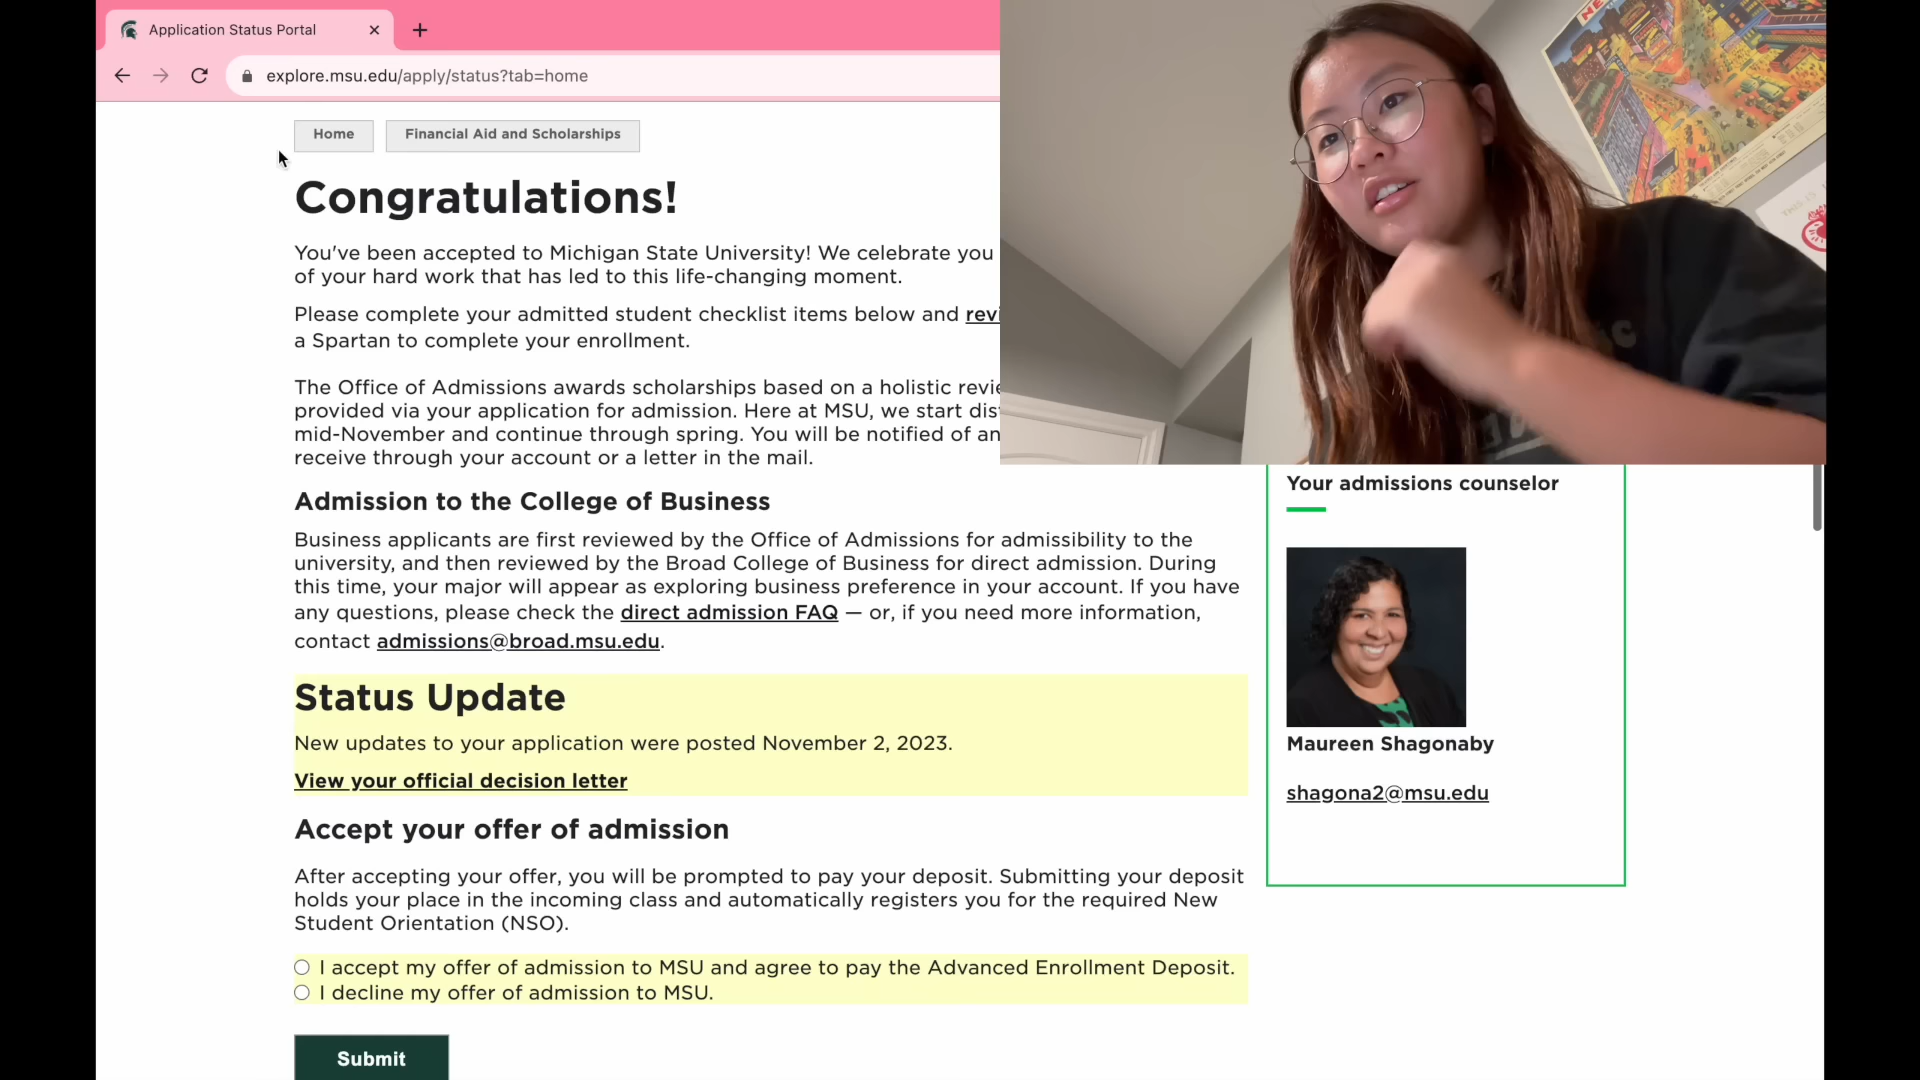 Application Status Portal
explore.msu.edu/apply/status?tab=home
Home
Financial Aid and Scholarships
Congratulations!
You've been accepted to Michigan State University! We celebrate you
of your hard work that has led to this life-changing moment.
Please complete your admitted student checklist items below and
a Spartan to complete your enrollment.
The Office of Admissions awards scholarships based on a holistic
provided via your application for admission. Here at MSU, we start
mid-November and continue through spring. You will be notified of
receive through your account or a letter in the mail.
Admission to the College of Business
Business applicants are first reviewed by the Office of Admissions for admissibility to the
university, and then reviewed by the Broad College of Business for direct admission. During
this time, your major will appear as exploring business preference in your account. If you have
any questions, please check the direct admission FAQ — or, if you need more information,
contact admissions@broad.msu.edu.
Status Update
New updates to your application were posted November 2, 2023.
View your official decision letter
Accept your offer of admission
After accepting your offer, you will be prompted to pay your deposit. Submitting your deposit
holds your place in the incoming class and automatically registers you for the required New
Student Orientation (NSO).
I accept my offer of admission to MSU and agree to pay the Advanced Enrollment Deposit.
I decline my offer of admission to MSU.
Submit
Your admissions counselor
Maureen Shagonaby
shagona2@msu.edu
THIS IS